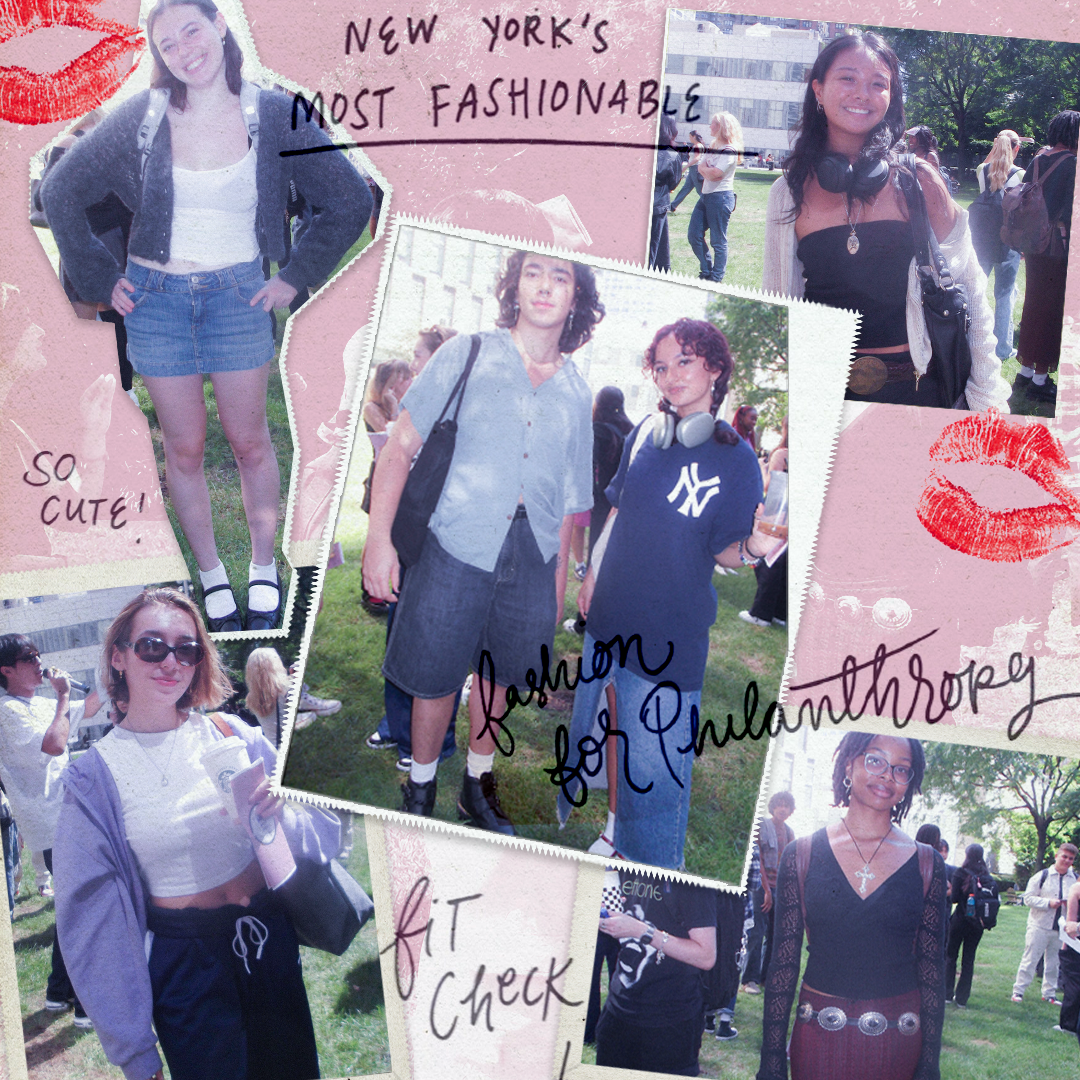 NEW YORK'S
MOST FASHIONABLE
SO
CUTE!
NY
fashion
for Philanthropy
fit
Check